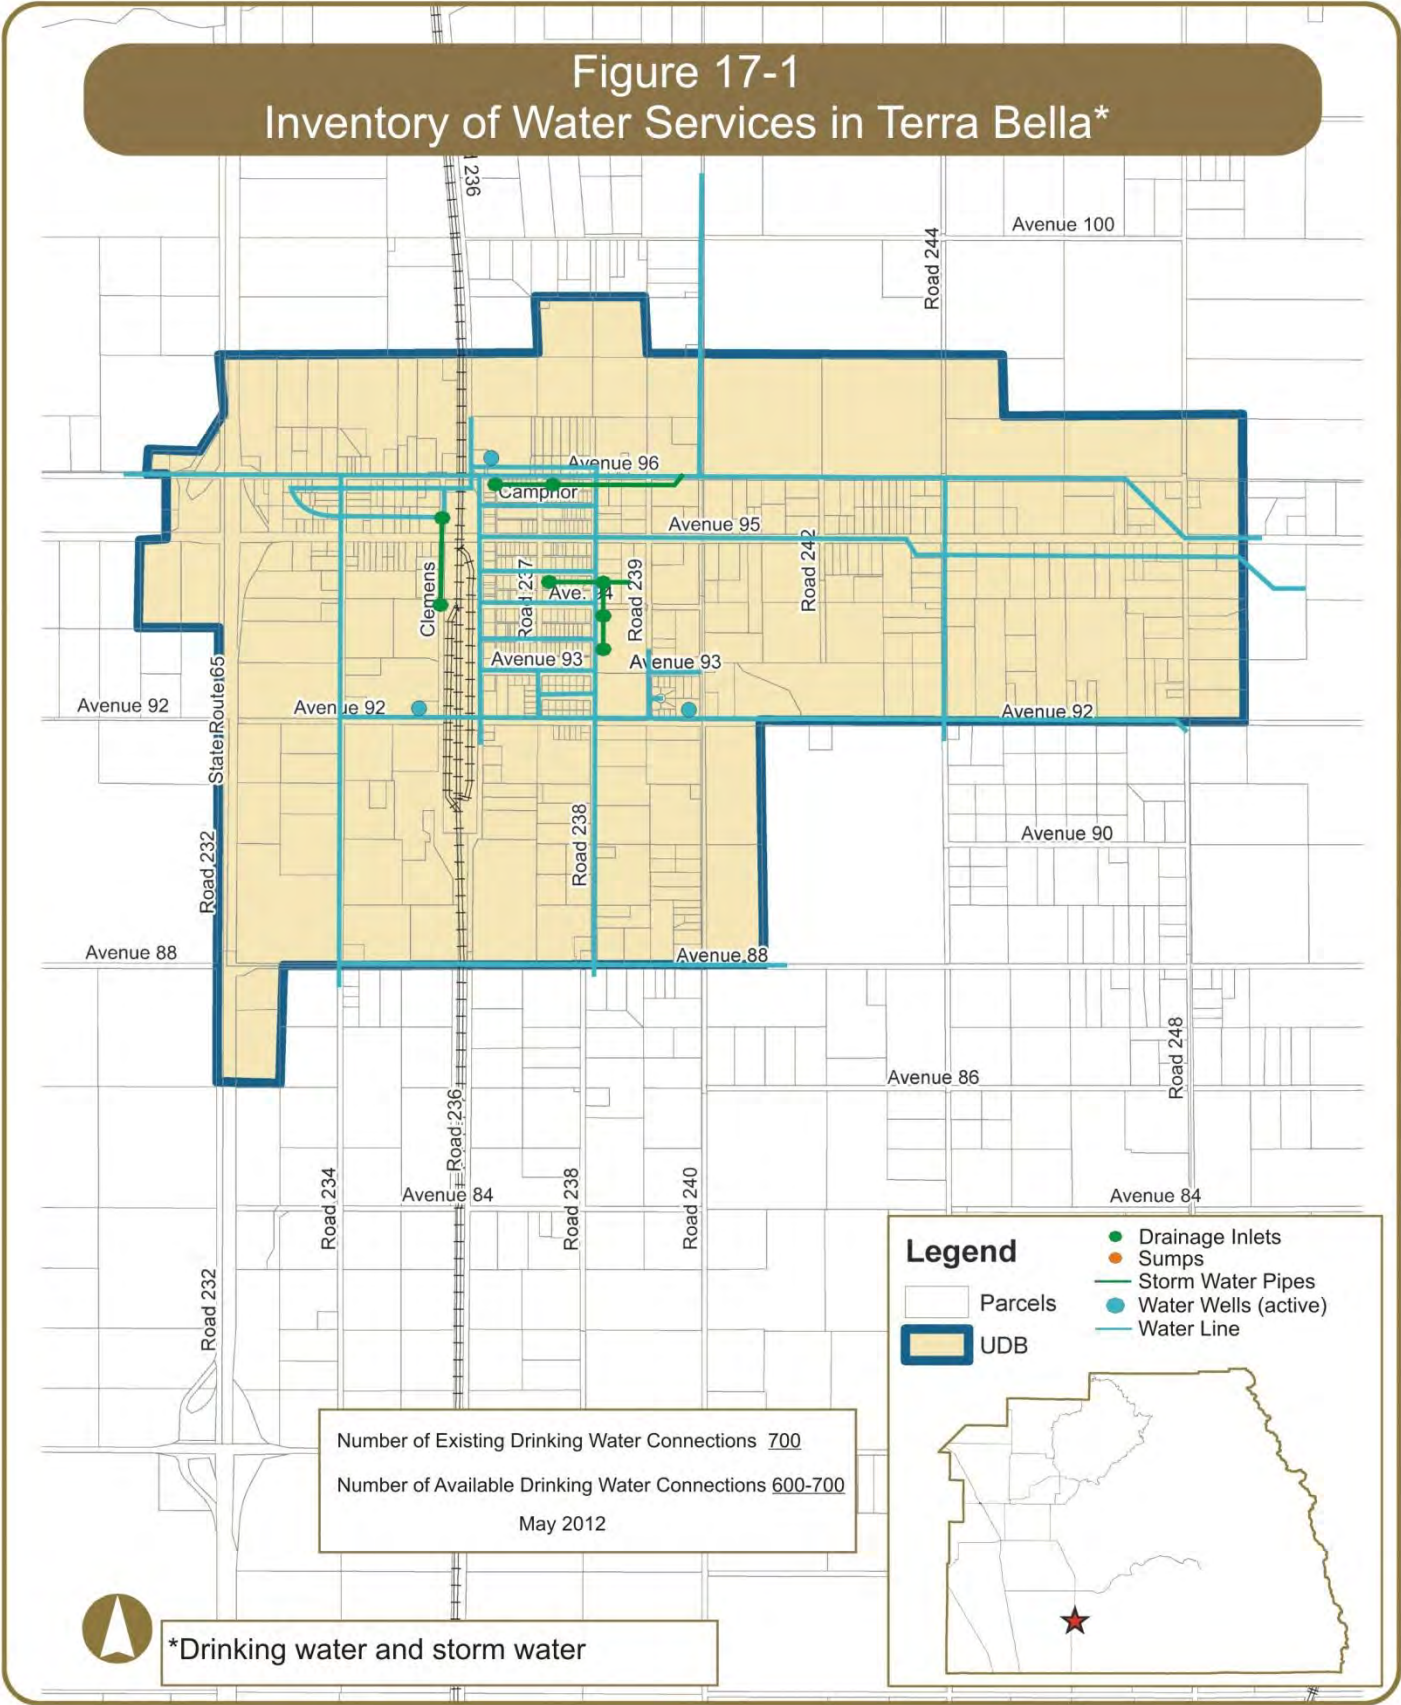 Figure 17-1
Inventory of Water Services in Terra Bella*
236
Avenue 100
Road 244
Avenue 96
Camphor
Avenue 95
Road 242
Clemens
Road 237
Ave. 94
Road 239
Avenue 93
Avenue 93
State Route 65
Avenue 92
Avenue 92
Avenue 92
Road 232
Road 238
Avenue 90
Avenue 88
Avenue 88
Road 248
Avenue 86
Road 236
Road 234
Avenue 84
Road 238
Road 240
Avenue 84
Road 232
Legend
Parcels
UDB
Drainage Inlets
Sumps
Storm Water Pipes
Water Wells (active)
Water Line
Number of Existing Drinking Water Connections 700
Number of Available Drinking Water Connections 600-700
May 2012
*Drinking water and storm water